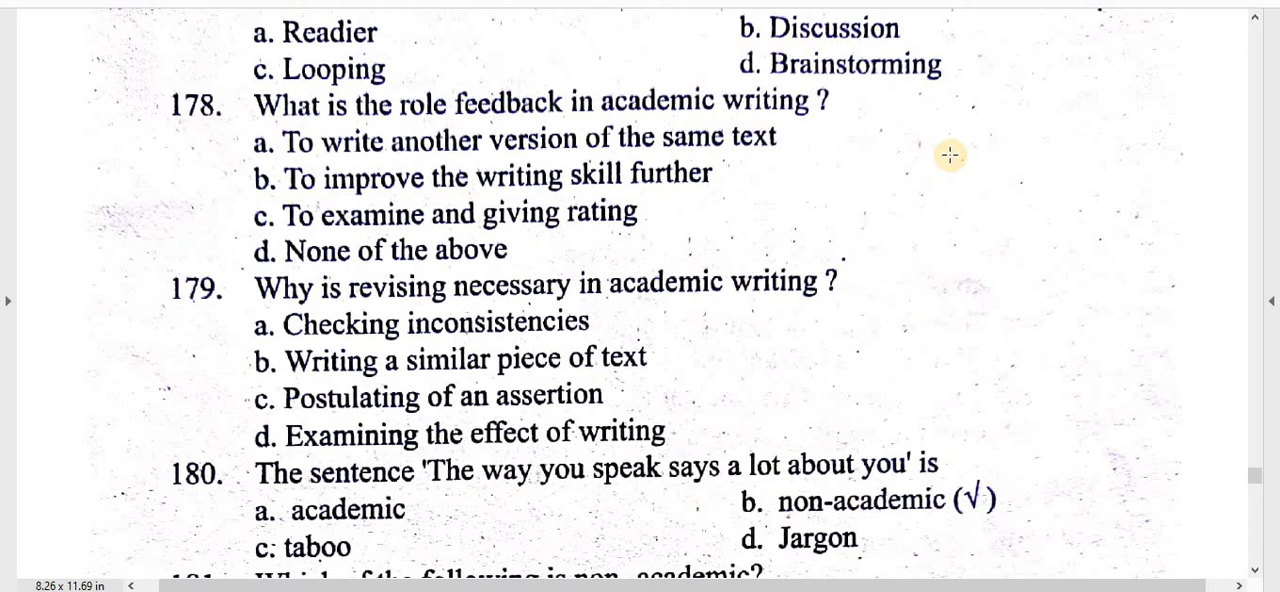 a. Readier
b. Discussion
c. Looping
d. Brainstorming
178. What is the role feedback in academic writing ?
a. To write another version of the same text
b. To improve the writing skill further
c. To examine and giving rating
d. None of the above
179. Why is revising necessary in academic writing ?
a. Checking inconsistencies
b. Writing a similar piece of text
c. Postulating of an assertion
d. Examining the effect of writing
180. The sentence 'The way you speak says a lot about you' is
a. academic
b. non-academic (√)
c: taboo
d. Jargon
following is non academic?
8.26 x 11.69 in